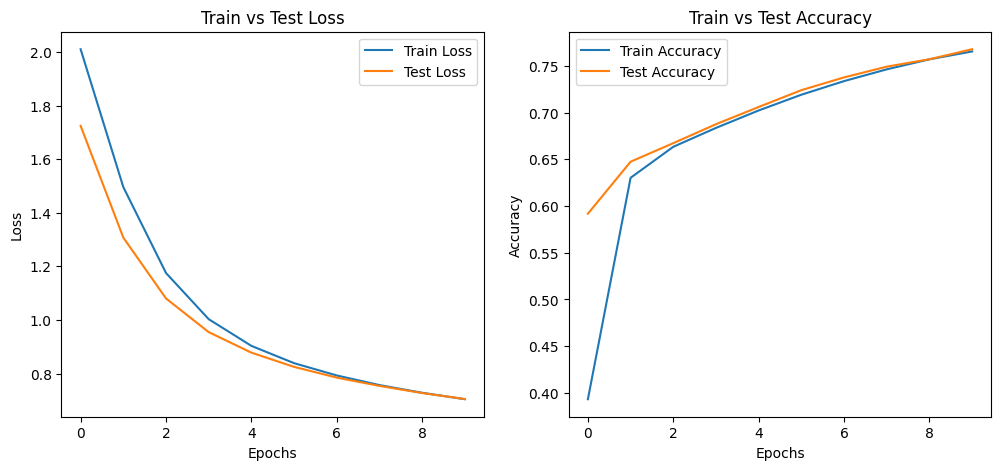 Train vs Test Loss
Train Loss
Test Loss
2.0
1.8
1.6
1.4
1.2
1.0
0.8
Loss
0 2 4 6 8
Epochs
Train vs Test Accuracy
Train Accuracy
Test Accuracy
0.75
0.70
0.65
0.60
0.55
0.50
0.45
0.40
Accuracy
0 2 4 6 8
Epochs